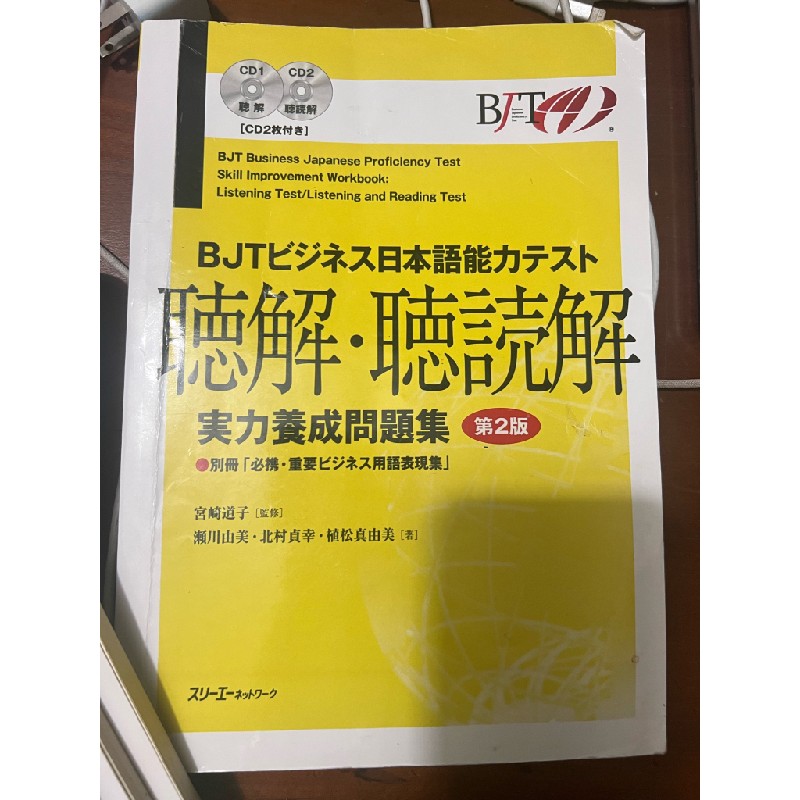 CD1 CD2
聴解 聴読解
[CD2枚付き]
BJT
BJT Business Japanese Proficiency Test
Skill Improvement Workbook:
Listening Test/Listening and Reading Test
BJTビジネス日本語能力テスト
聴解・聴読解
実力養成問題集 第2版
●別冊「必携・重要ビジネス用語表現集」
宮崎道子[監修]
瀬川由美・北村貞幸・植松真由美[著]
スリーエーネットワーク